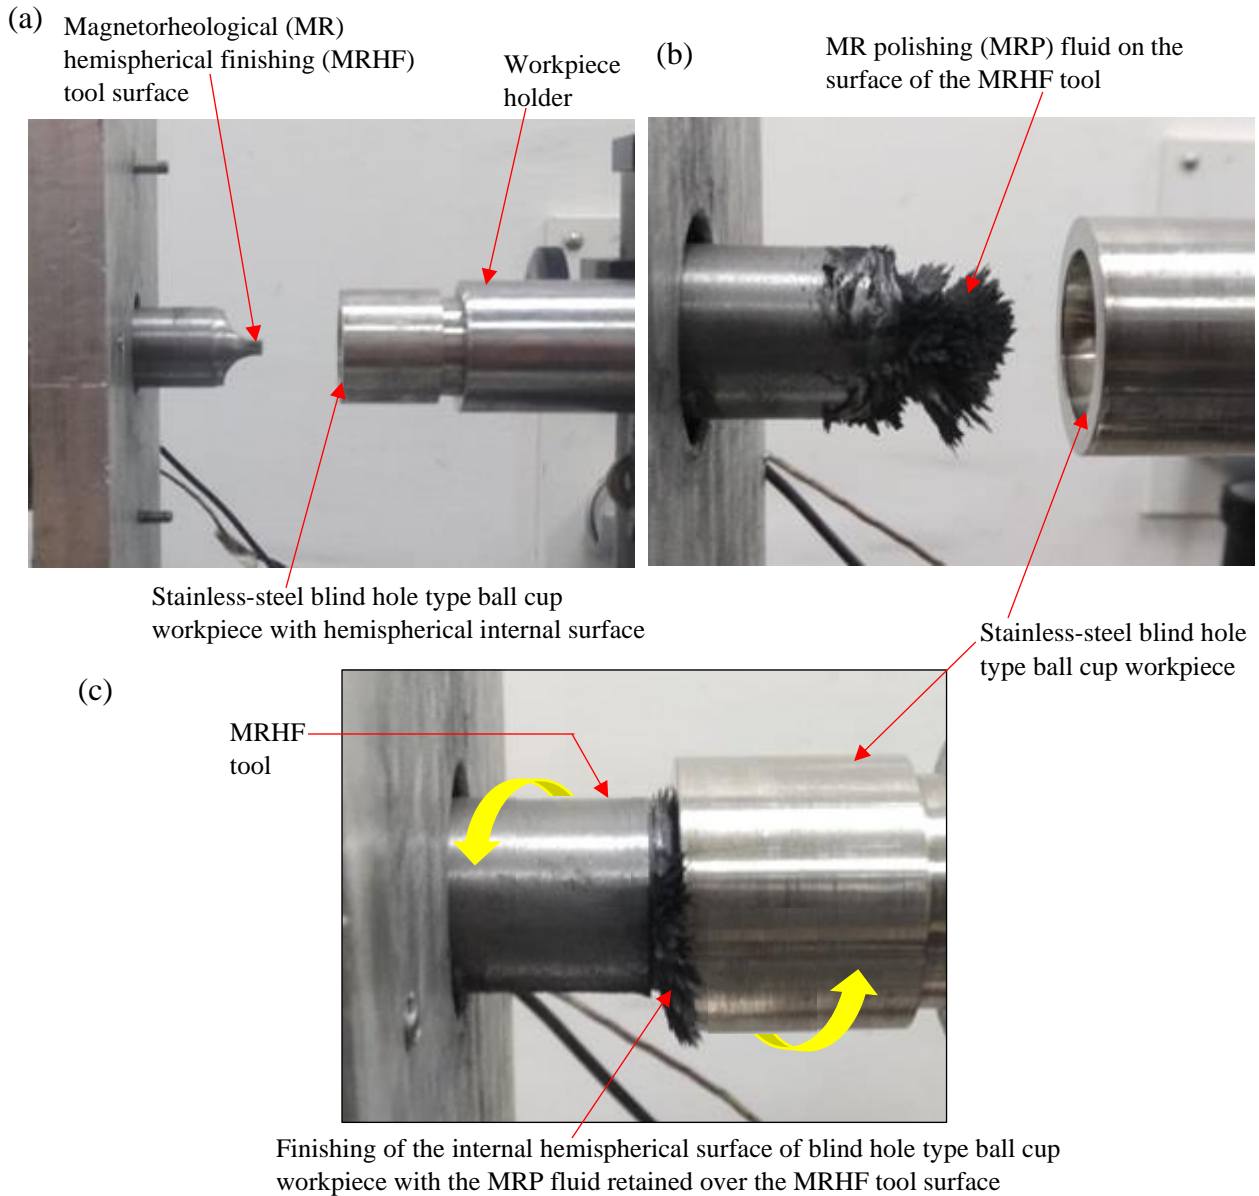 (a)
Magnetorheological (MR)
hemispherical finishing (MRHF)
tool surface
Workpiece
holder
(b)
MR polishing (MRP) fluid on the
surface of the MRHF tool
Stainless-steel blind hole type ball cup
workpiece with hemispherical internal surface
Stainless-steel blind hole
type ball cup workpiece
(c)
MRHF
tool
Finishing of the internal hemispherical surface of blind hole type ball cup
workpiece with the MRP fluid retained over the MRHF tool surface